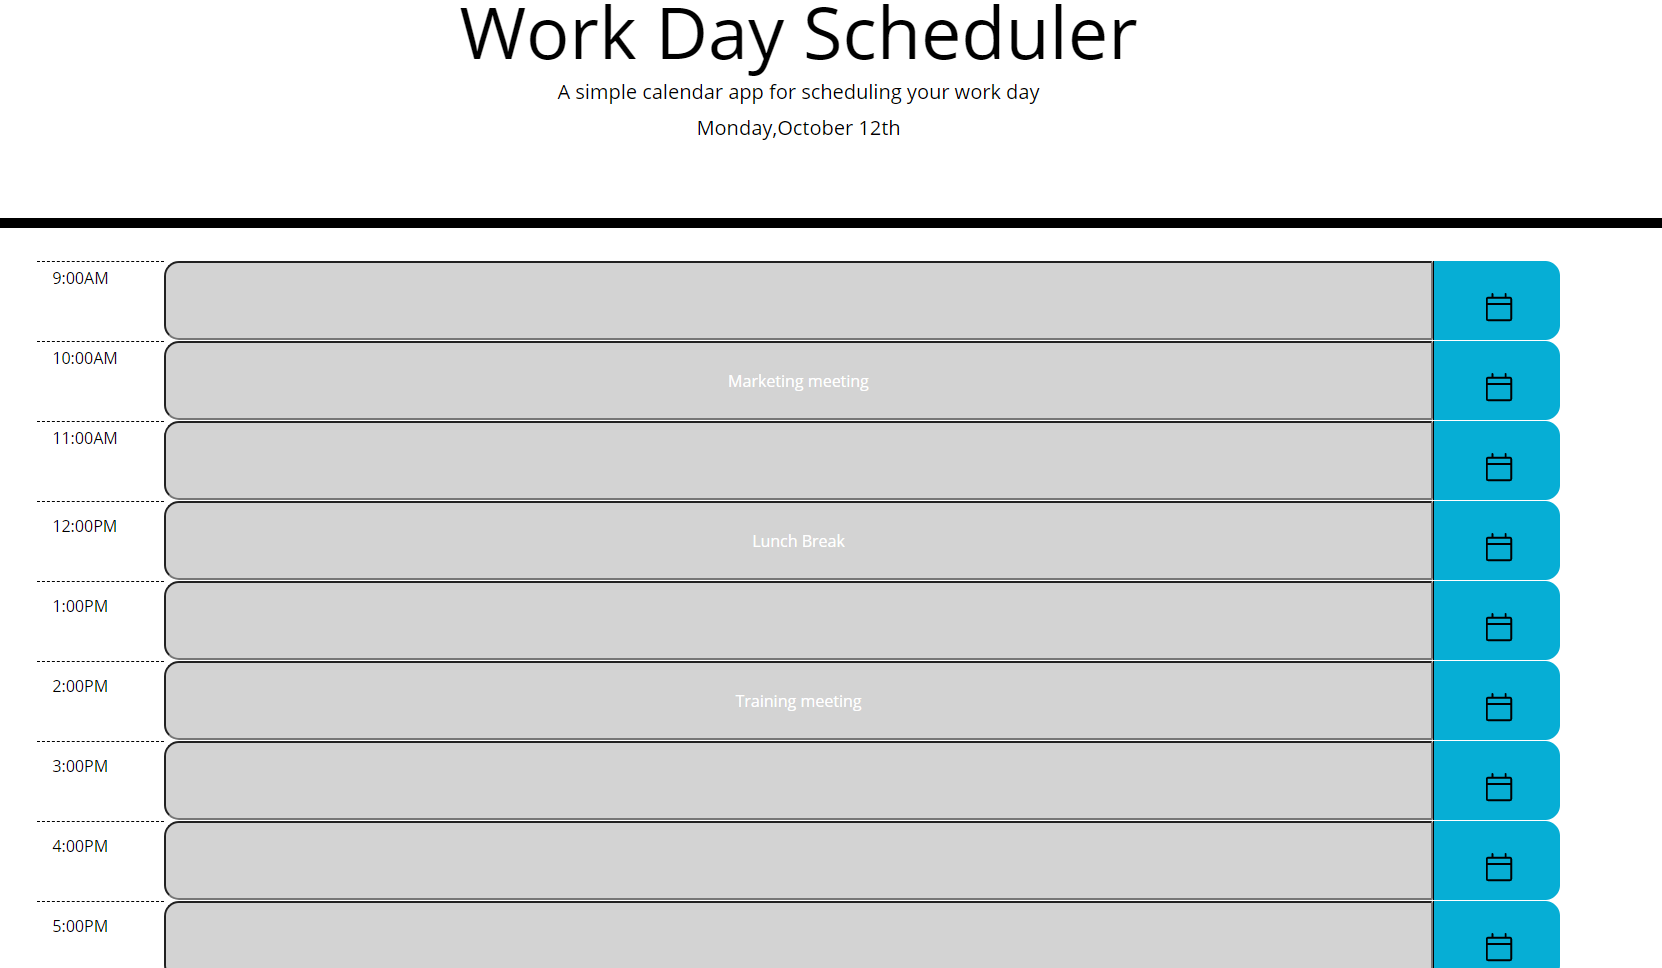 Work Day Scheduler
A simple calendar app for scheduling your work day
Monday,October 12th
9:00AM
10:00AM
Marketing meeting
11:00AM
12:00PM
Lunch Break
1:00PM
2:00PM
Training meeting
3:00PM
4:00PM
5:00PM